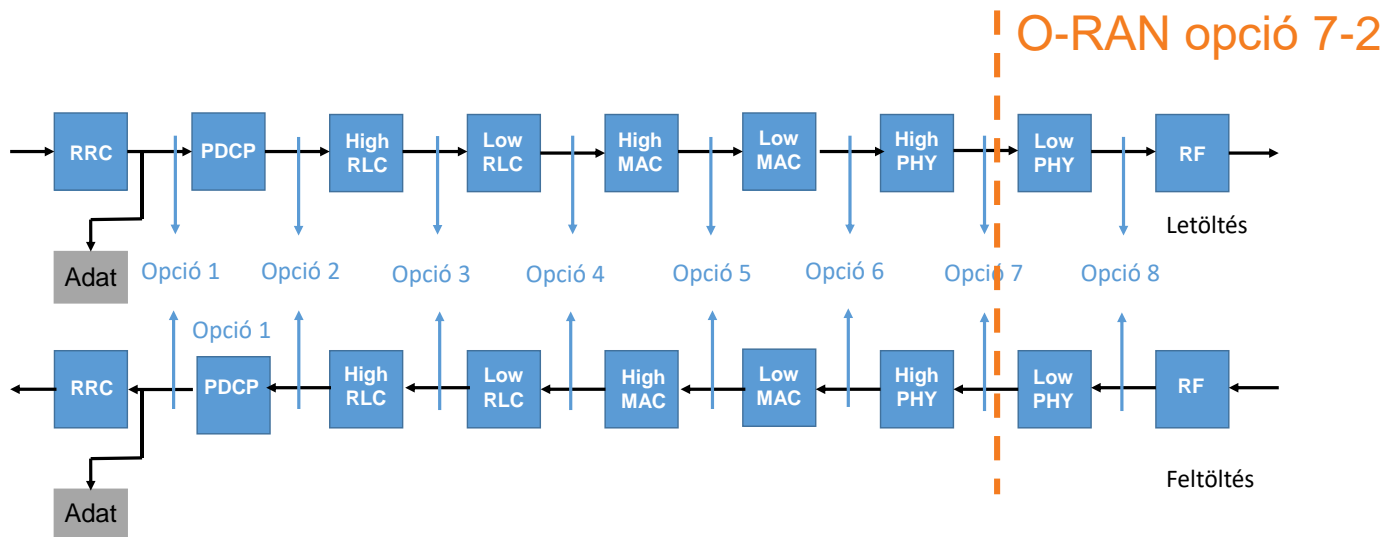 O-RAN opció 7-2
RRC
PDCP
High
RLC
Low
RLC
High
MAC
Low
MAC
High
PHY
Low
PHY
RF
Letöltés
Adat
Opció 1
Opció 2
Opció 3
Opció 4
Opció 5
Opció 6
Opció 7
Opció 8
Opció 1
RRC
PDCP
High
RLC
Low
RLC
High
MAC
Low
MAC
High
PHY
Low
PHY
RF
Feltöltés
Adat